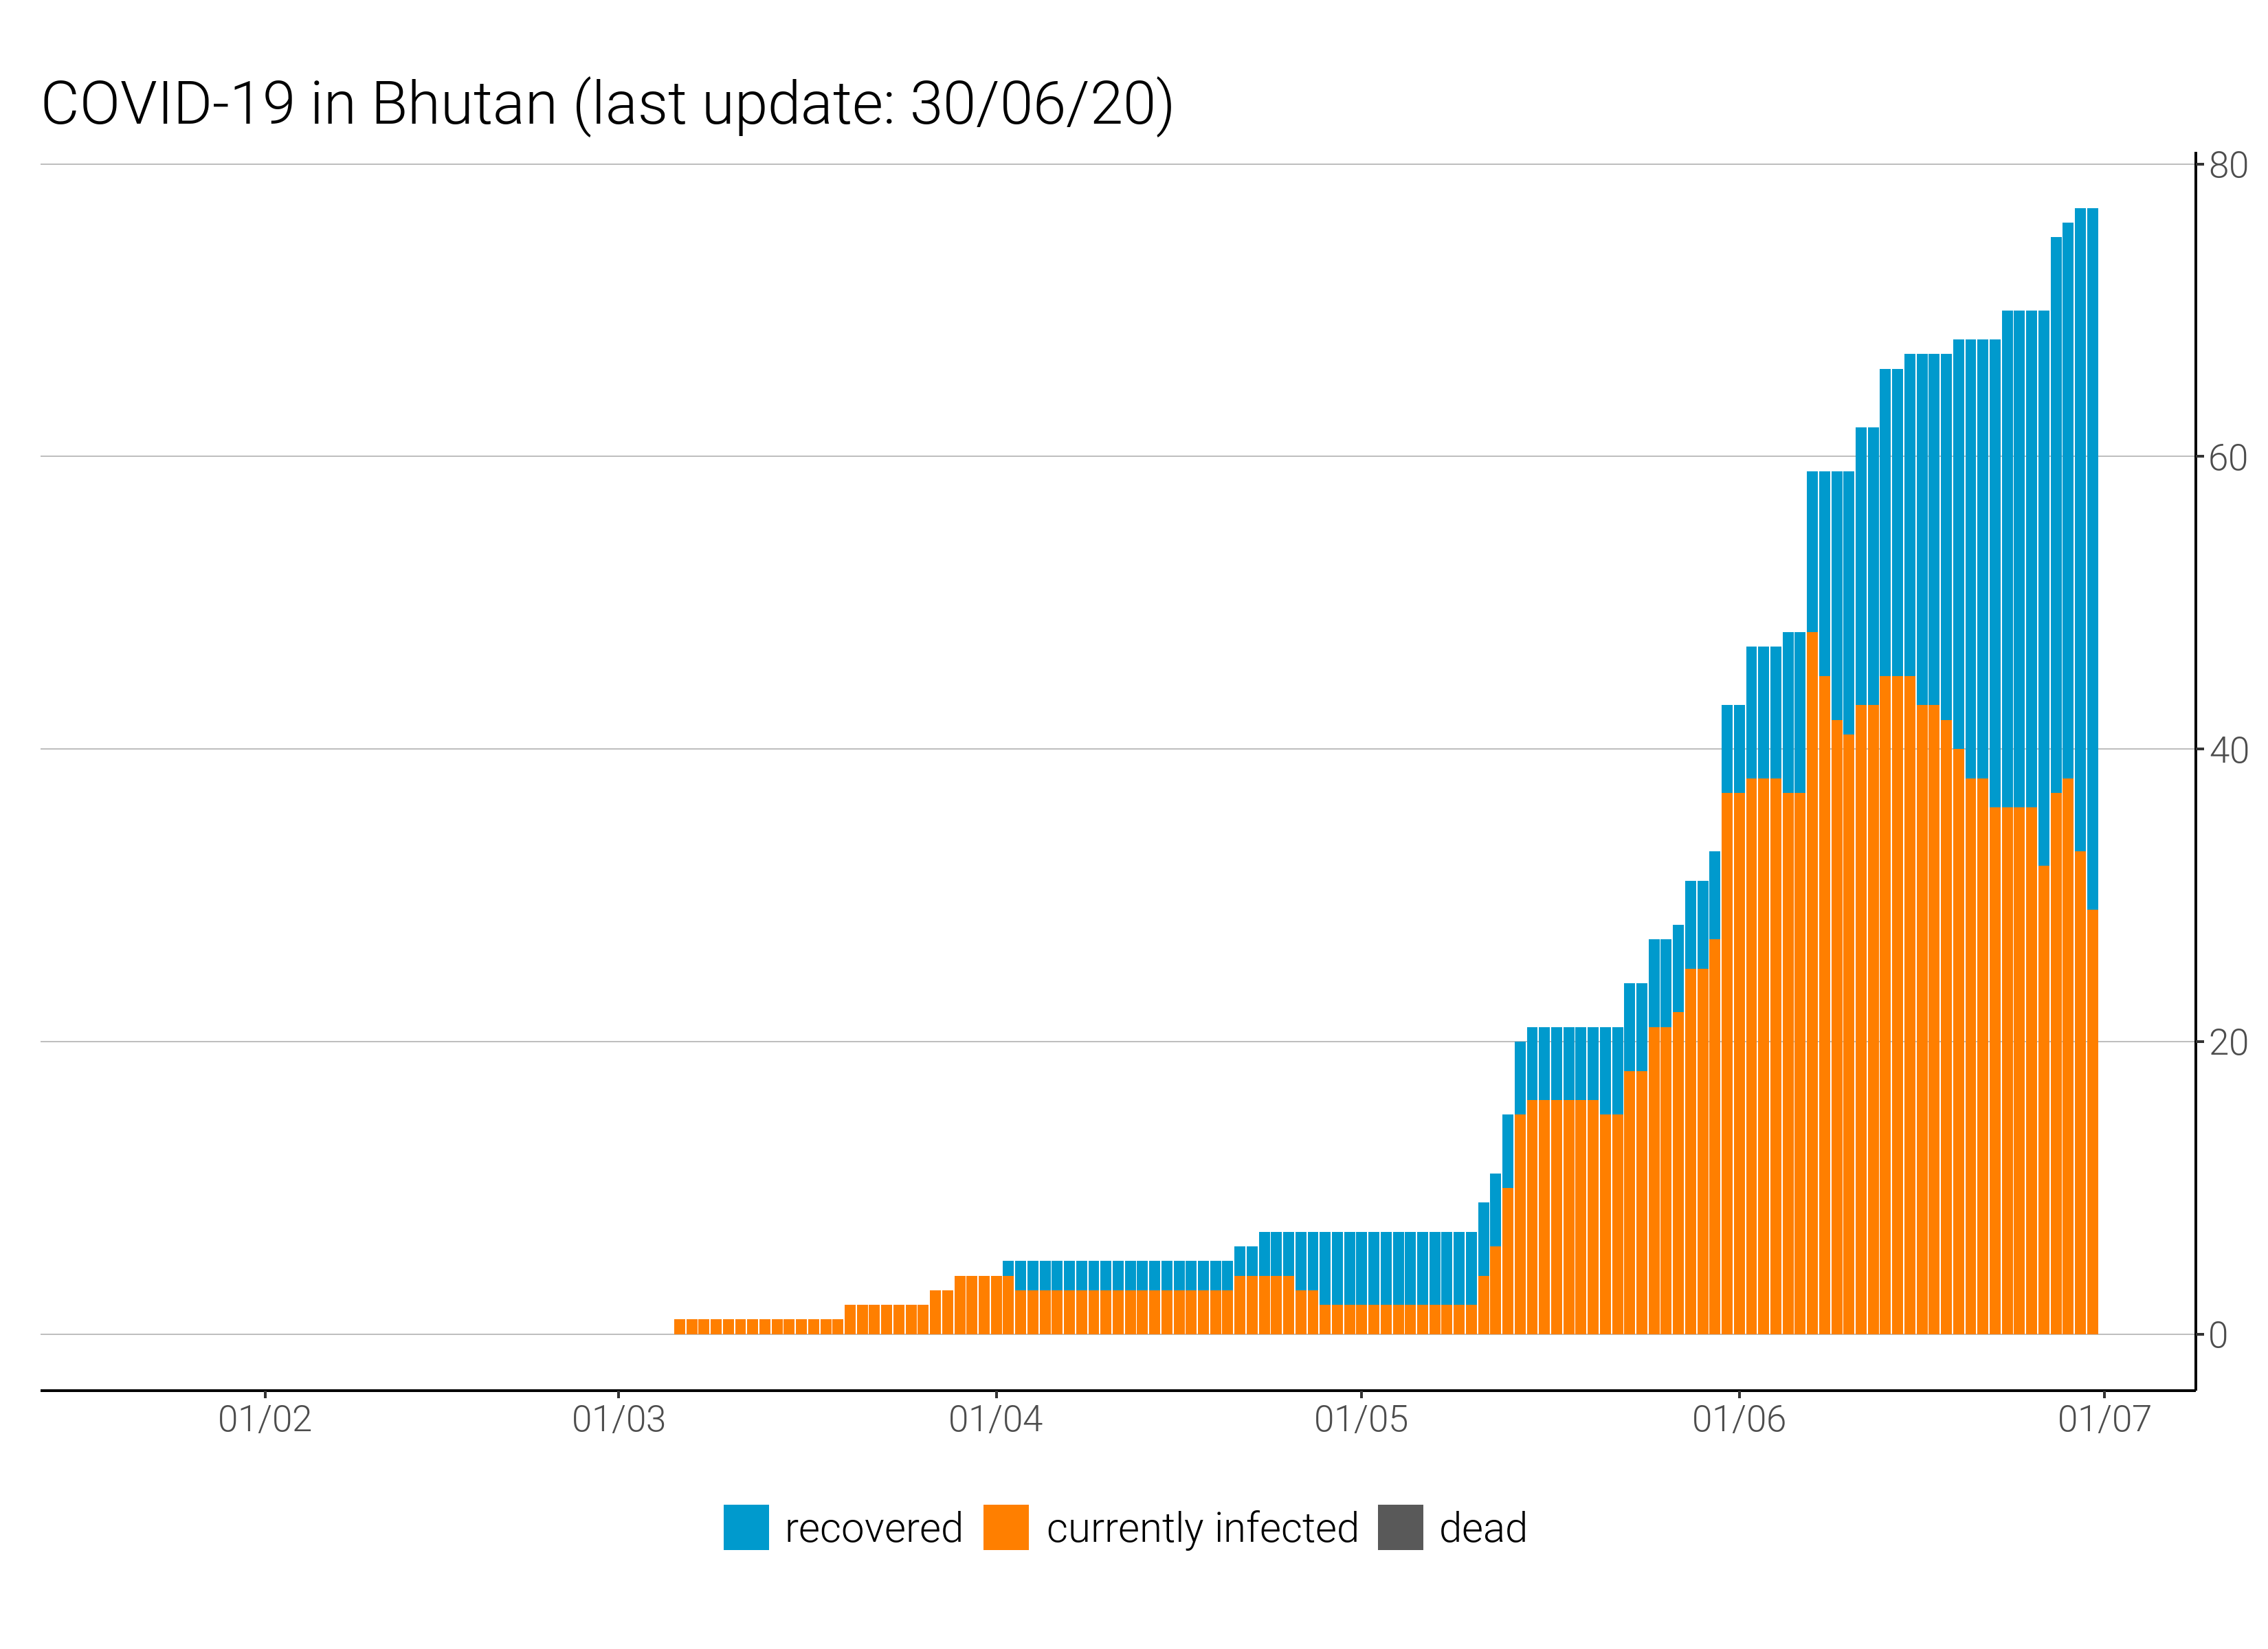 COVID-19 in Bhutan (last update: 30/06/20)
80
60
40
20
0
01/02 01/03 01/04 01/05 01/06 01/07
recovered currently infected dead